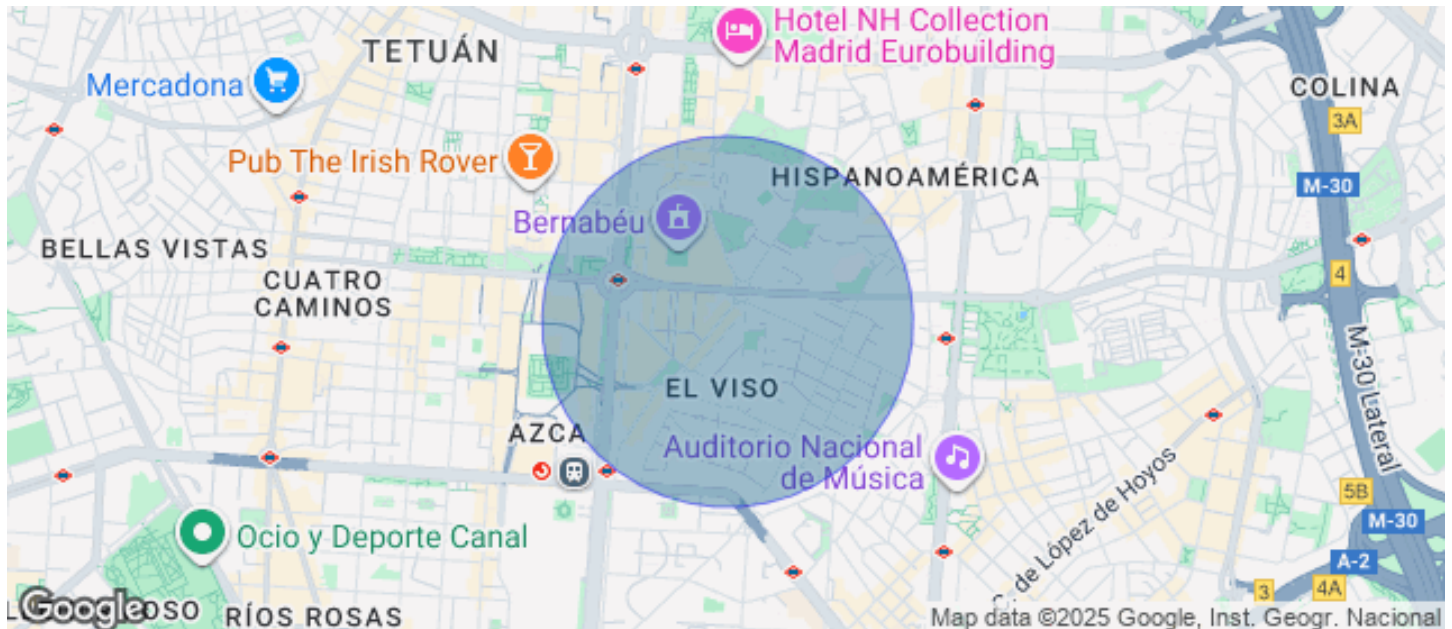 Hotel NH Collection
Madrid Eurobuilding
TETUÁN
Mercadona
COLINA
3A
Pub The Irish Rover
HISPANOAMÉRICA
M-30
Bernabéu
BELLAS VISTAS
CUATRO
CAMINOS
4
M-30 Lateral
EL VISO
AZCA
Auditorio Nacional
de Música
C. de López de Hoyos
5B
M-30
Ocio y Deporte Canal
A-2
3
4A
Google
OSO
RÍOS ROSAS
Map data ©2025 Google, Inst. Geogr. Nacional